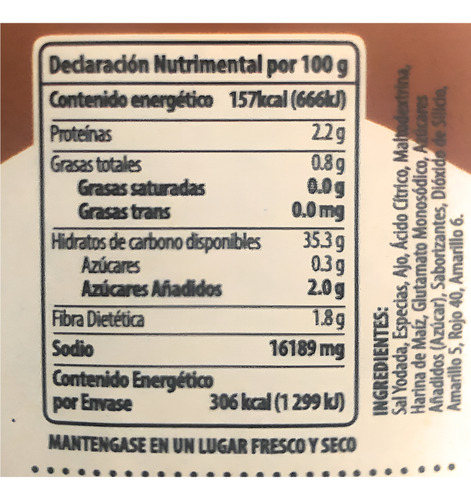 Declaración Nutrimental por 100 g
Contenido energético 157kcal (666kJ)
Proteínas 2.2 g
Grasas totales 0.8 g
Grasas saturadas 0.0 g
Grasas trans 0.0 mg
Hidratos de carbono disponibles 35.3 g
Azúcares 0.3 g
Azúcares Añadidos 2.0 g
Fibra Dietética 1.8 g
Sodio 16189 mg
Contenido Energético
por Envase 306 kcal (1 299 kJ)
MANTENGASE EN UN LUGAR FRESCO Y SECO
INGREDIENTES:
Sal Yodada, Especias, Ajo, Ácido Cítrico, Maltodextrina,
Harina de Maíz, Glutamato Monosódico, Azúcares
Añadidos (Azúcar), Saborizantes, Dióxido de Silicio,
Amarillo 5, Rojo 40, Amarillo 6.